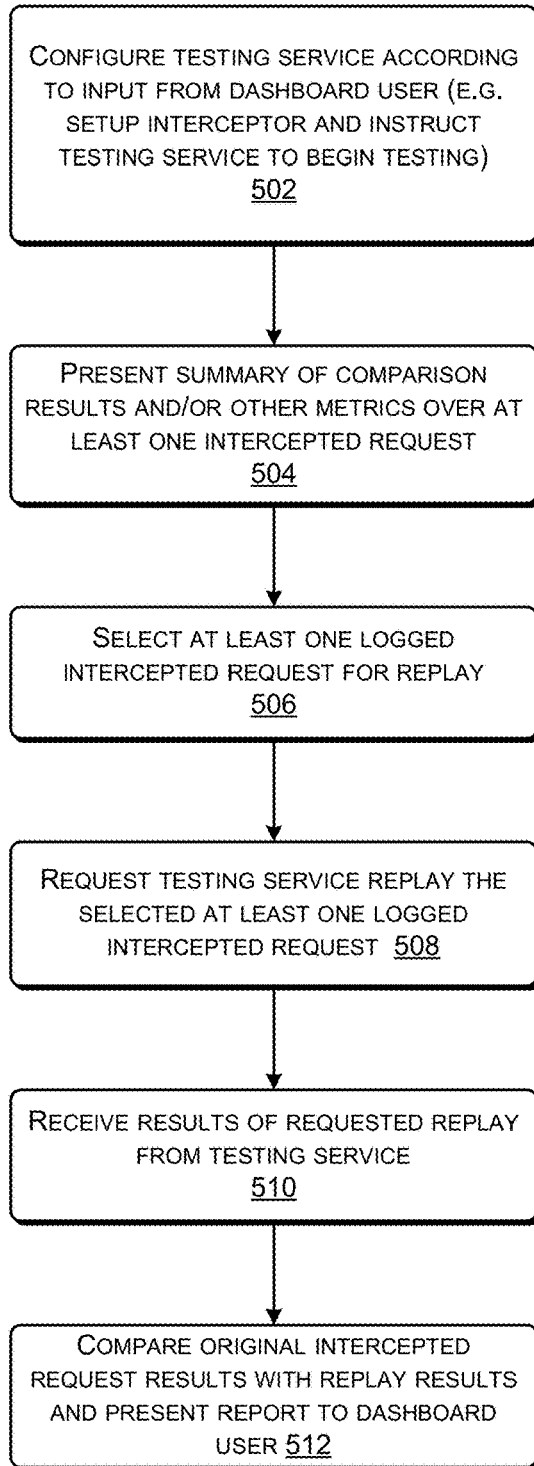 CONFIGURE TESTING SERVICE ACCORDING
TO INPUT FROM DASHBOARD USER (E.G.
SETUP INTERCEPTOR AND INSTRUCT
TESTING SERVICE TO BEGIN TESTING)
502
PRESENT SUMMARY OF COMPARISON
RESULTS AND/OR OTHER METRICS OVER AT
LEAST ONE INTERCEPTED REQUEST
504
SELECT AT LEAST ONE LOGGED
INTERCEPTED REQUEST FOR REPLAY
506
REQUEST TESTING SERVICE REPLAY THE
SELECTED AT LEAST ONE LOGGED
INTERCEPTED REQUEST 508
RECEIVE RESULTS OF REQUESTED REPLAY
FROM TESTING SERVICE
510
COMPARE ORIGINAL INTERCEPTED
REQUEST RESULTS WITH REPLAY RESULTS
AND PRESENT REPORT TO DASHBOARD
USER 512